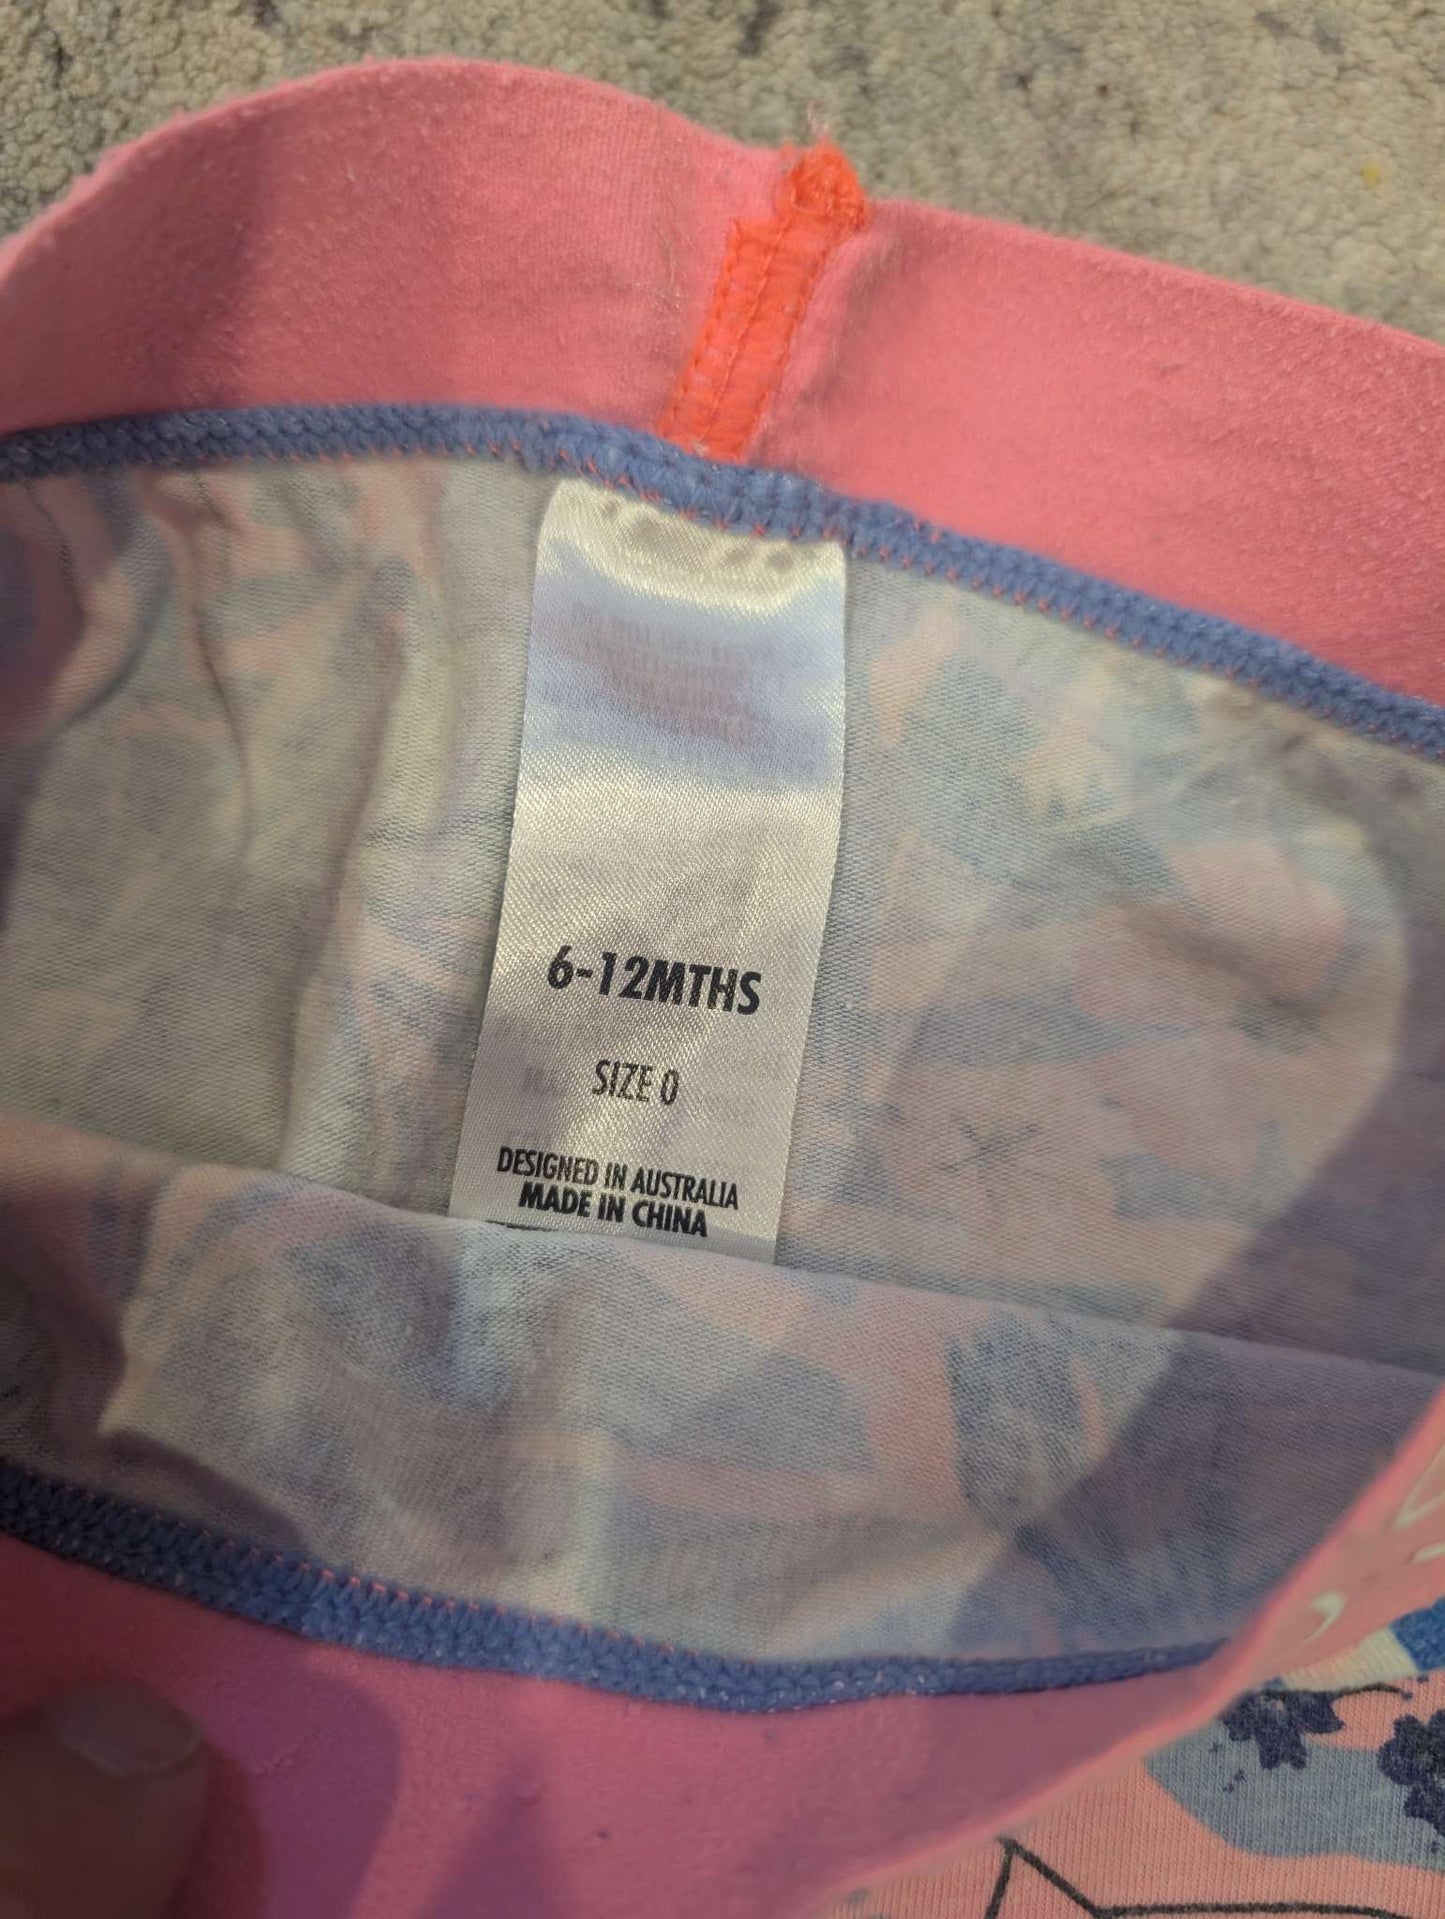 6-12MTHS
SIZE 0
DESIGNED IN AUSTRALIA
MADE IN CHINA